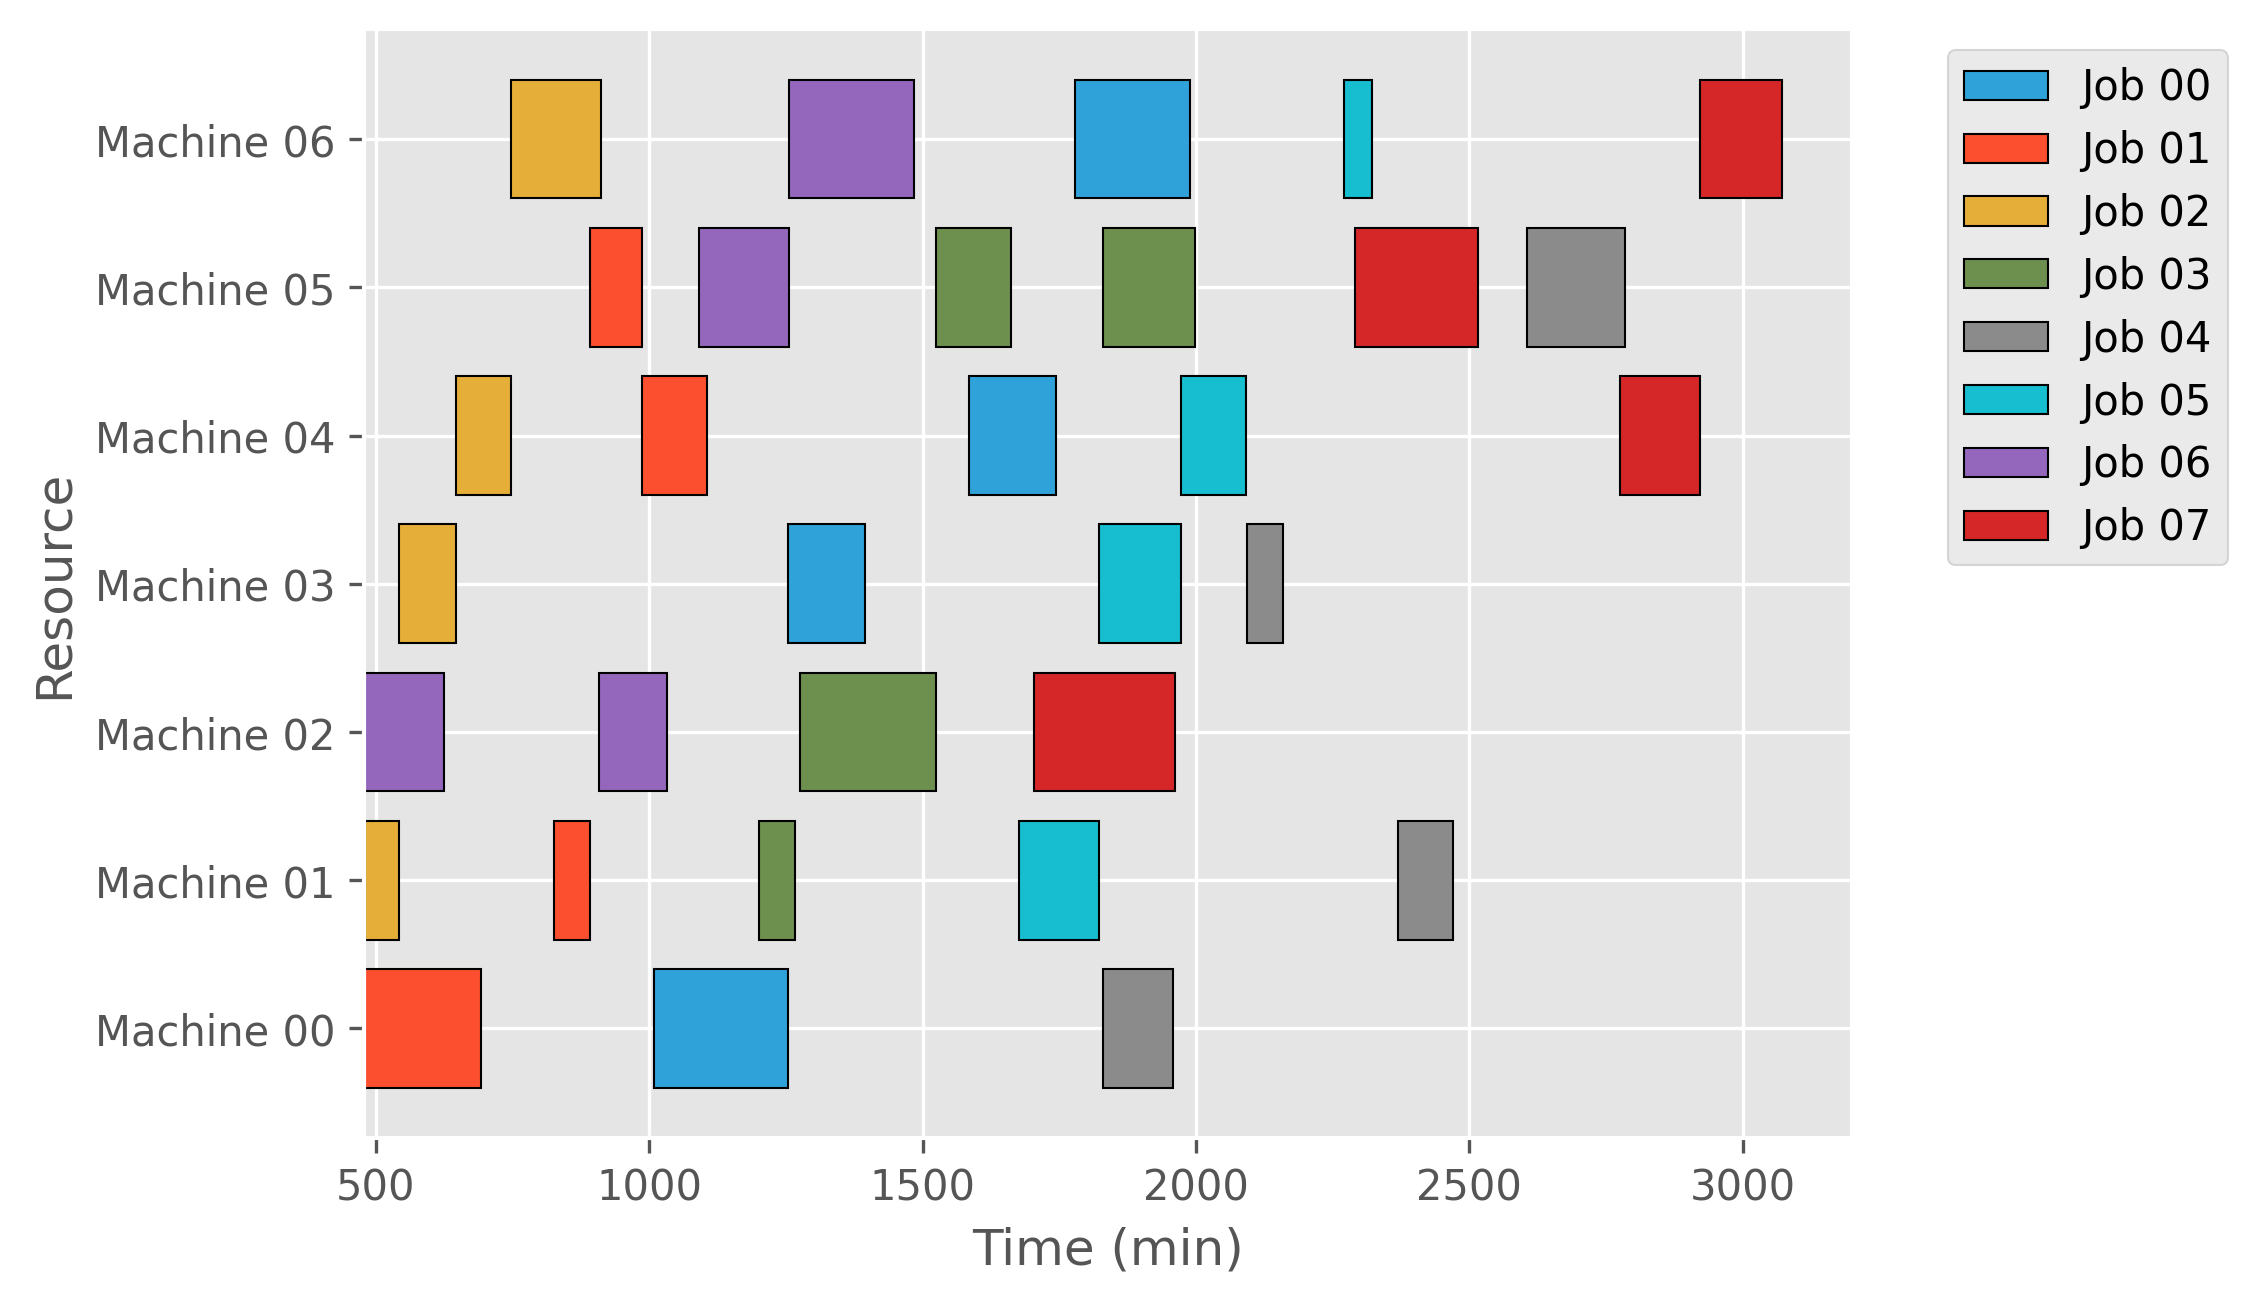 Machine 06
Machine 05
Machine 04
Machine 03
Machine 02
Machine 01
Machine 00
Resource
500 1000 1500 2000 2500 3000
Time (min)
Job 00
Job 01
Job 02
Job 03
Job 04
Job 05
Job 06
Job 07